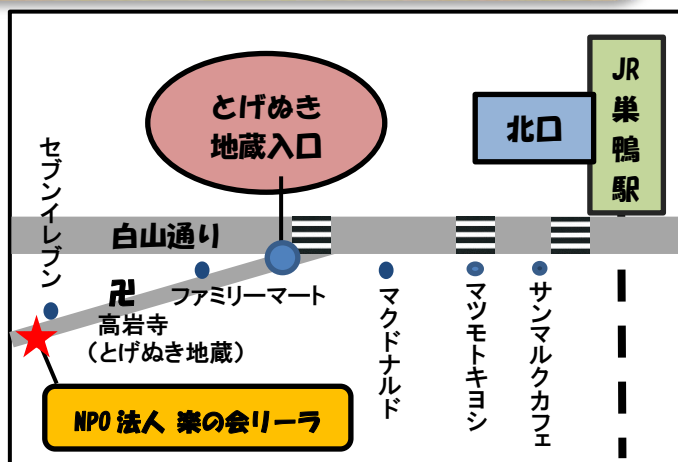 とげぬき
地蔵入口
北口
JR
巣鴨駅
セブンイレブン
白山通り
卍
ファミリーマート
高岩寺
（とげぬき地蔵）
マクドナルド
マツモトキヨシ
サンマルクカフェ
NPO法人 楽の会リーラ